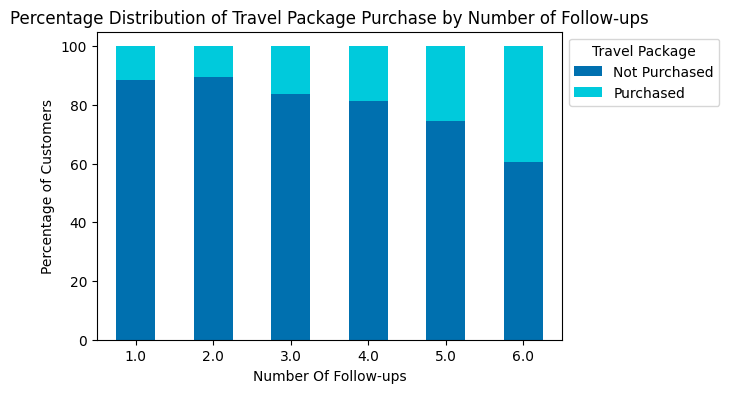 Percentage Distribution of Travel Package Purchase by Number of Follow-ups
Travel Package
Not Purchased
Purchased
Percentage of Customers
100
80
60
40
20
0
1.0 2.0 3.0 4.0 5.0 6.0
Number Of Follow-ups